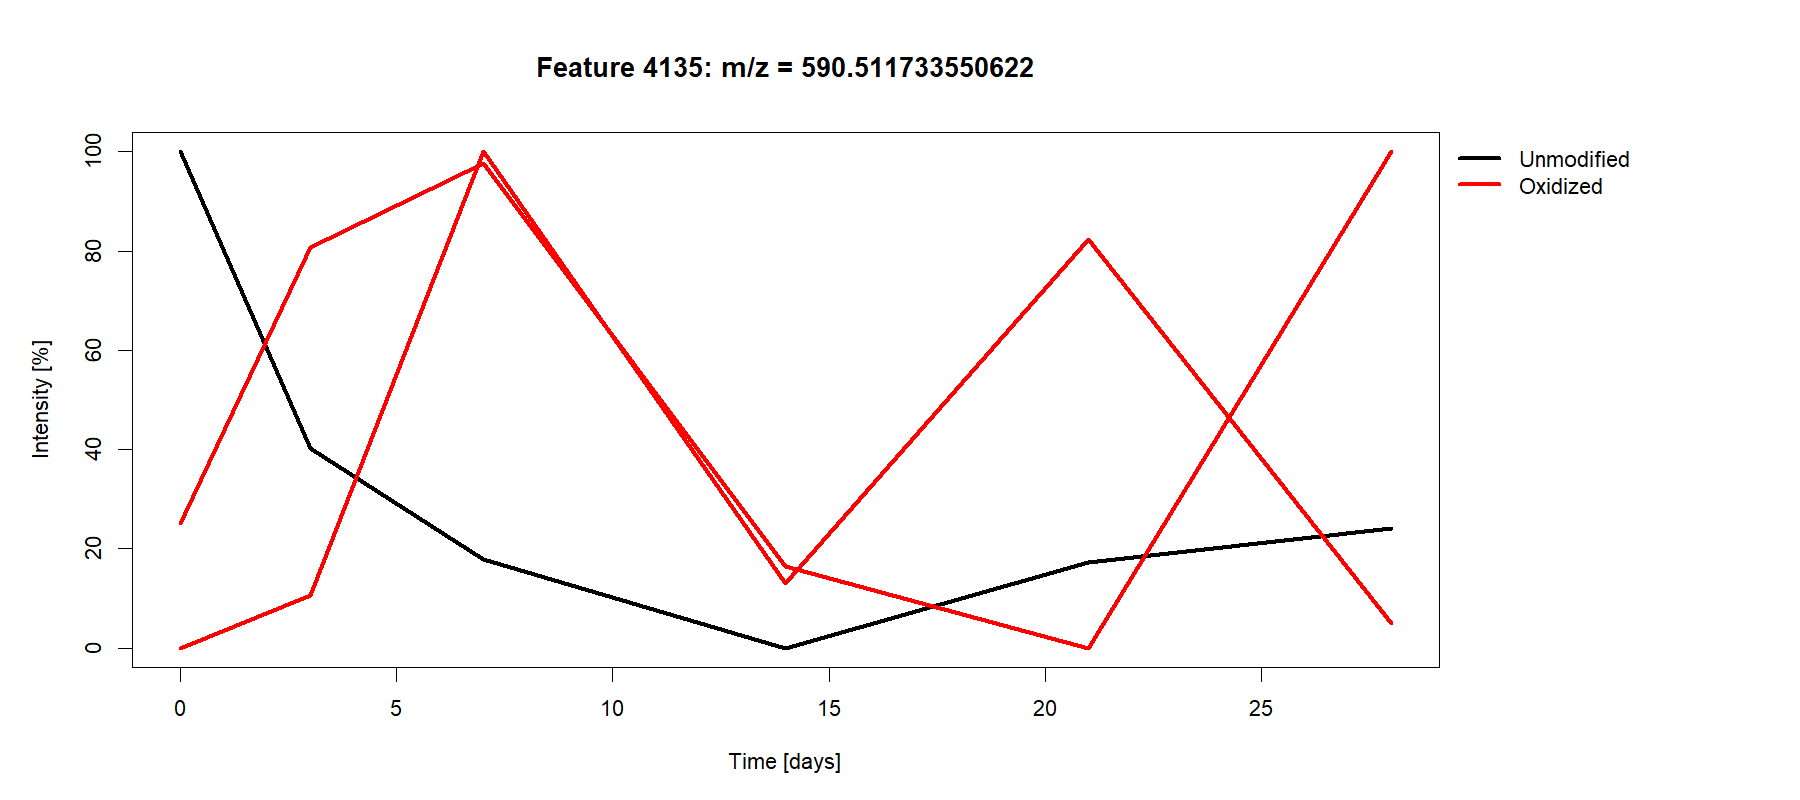 Feature 4135: m/z = 590.511733550622
Unmodified
Oxidized
Intensity [%]
100
80
60
40
20
0
0 5 10 15 20 25
Time [days]